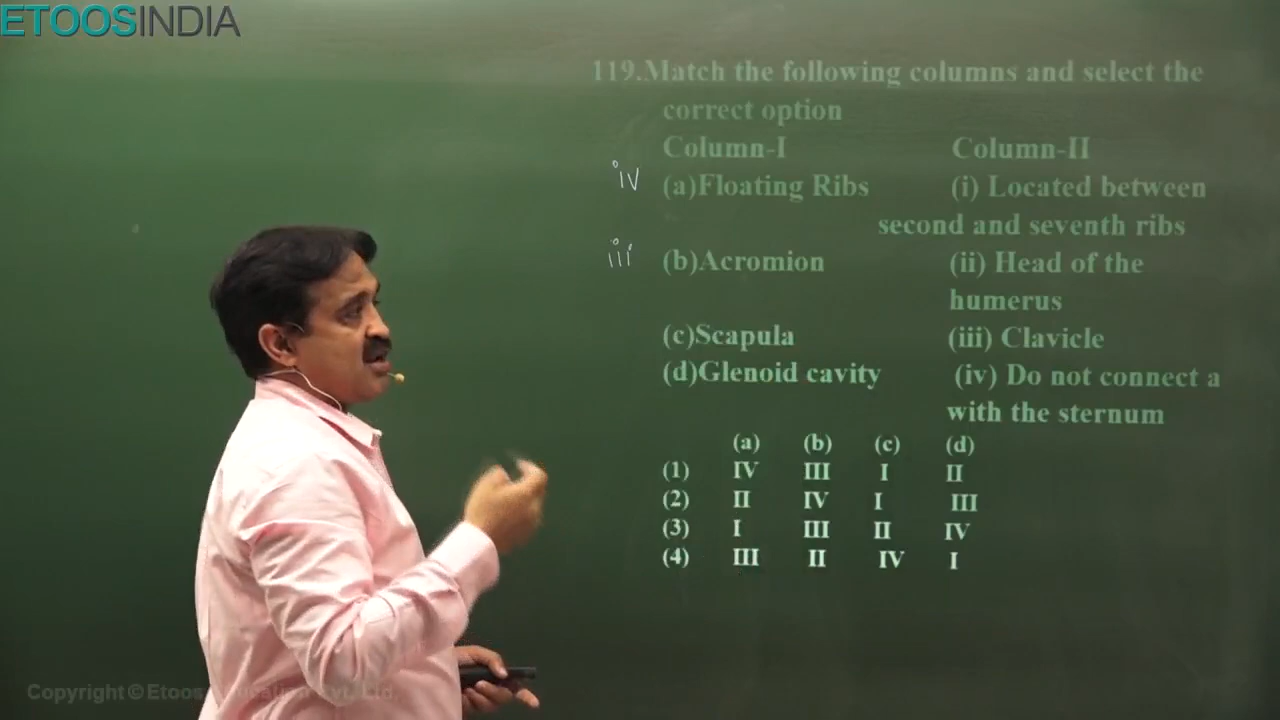 ETOOSINDIA
119.Match the following columns and select the
correct option
Column-I Column-II
iv
(a)Floating Ribs (i) Located between
second and seventh ribs
iii
(b)Acromion (ii) Head of the
humerus
(c)Scapula (iii) Clavicle
(d)Glenoid cavity (iv) Do not connect a
with the sternum
(a) (b) (c) (d)
(1) IV III I II
(2) II IV I III
(3) I III II IV
(4) III II IV I
Copyright © Etoos Pvt. Ltd.